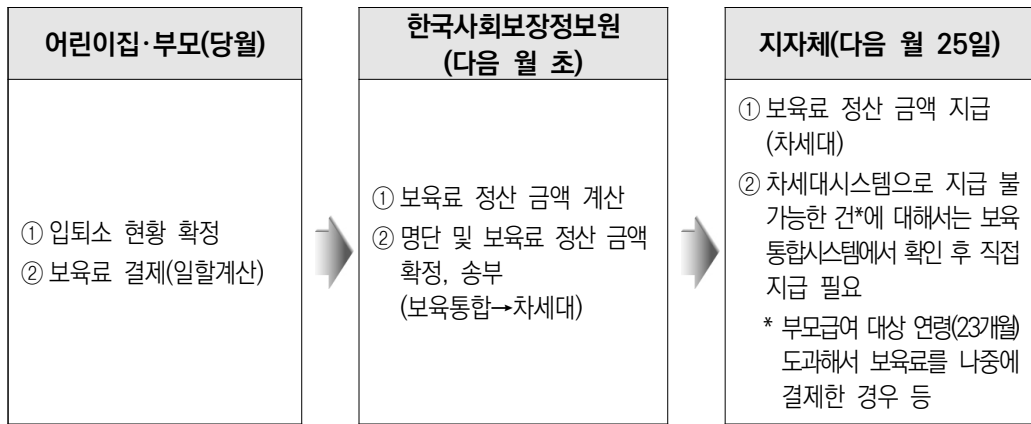 어린이집·부모(당월)
① 입퇴소 현황 확정
② 보육료 결제(일할계산)
한국사회보장정보원
(다음 월 초)
① 보육료 정산 금액 계산
② 명단 및 보육료 정산 금액
확정, 송부
(보육통합→차세대)
지자체(다음 월 25일)
① 보육료 정산 금액 지급
(차세대)
② 차세대시스템으로 지급 불
가능한 건*에 대해서는 보육
통합시스템에서 확인 후 직접
지급 필요
* 부모급여 대상 연령(23개월)
도과해서 보육료를 나중에
결제한 경우 등